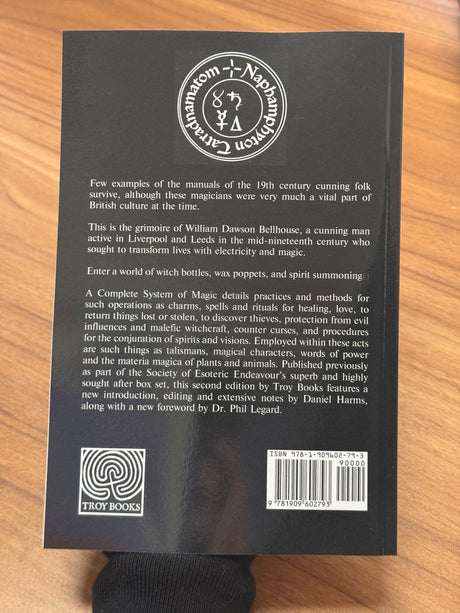 Tatradnamatom -¦- Naphamphyton
Few examples of the manuals of the 19th century cunning folk
survive, although these magicians were very much a vital part of
British culture at the time.
This is the grimoire of William Dawson Bellhouse, a cunning man
active in Liverpool and Leeds in the mid-nineteenth century who
sought to transform lives with electricity and magic.
Enter a world of witch bottles, wax poppets, and spirit summoning
A Complete System of Magic details practices and methods for
such operations as charms, spells and rituals for healing, love, to
return things lost or stolen, to discover thieves, protection from evil
influences and malefic witchcraft, counter curses, and procedures
for the conjuration of spirits and visions. Employed within these acts
are such things as talismans, magical characters, words of power
and the materia magica of plants and animals. Published previously
as part of the Society of Esoteric Endeavour's superb and highly
sought after box set, this second edition by Troy Books features a
new introduction, editing and extensive notes by Daniel Harms,
along with a new foreword by Dr. Phil Legard.
TROY BOOKS
ISBN 978-1-909602-79-3
90000
9 781909 602793